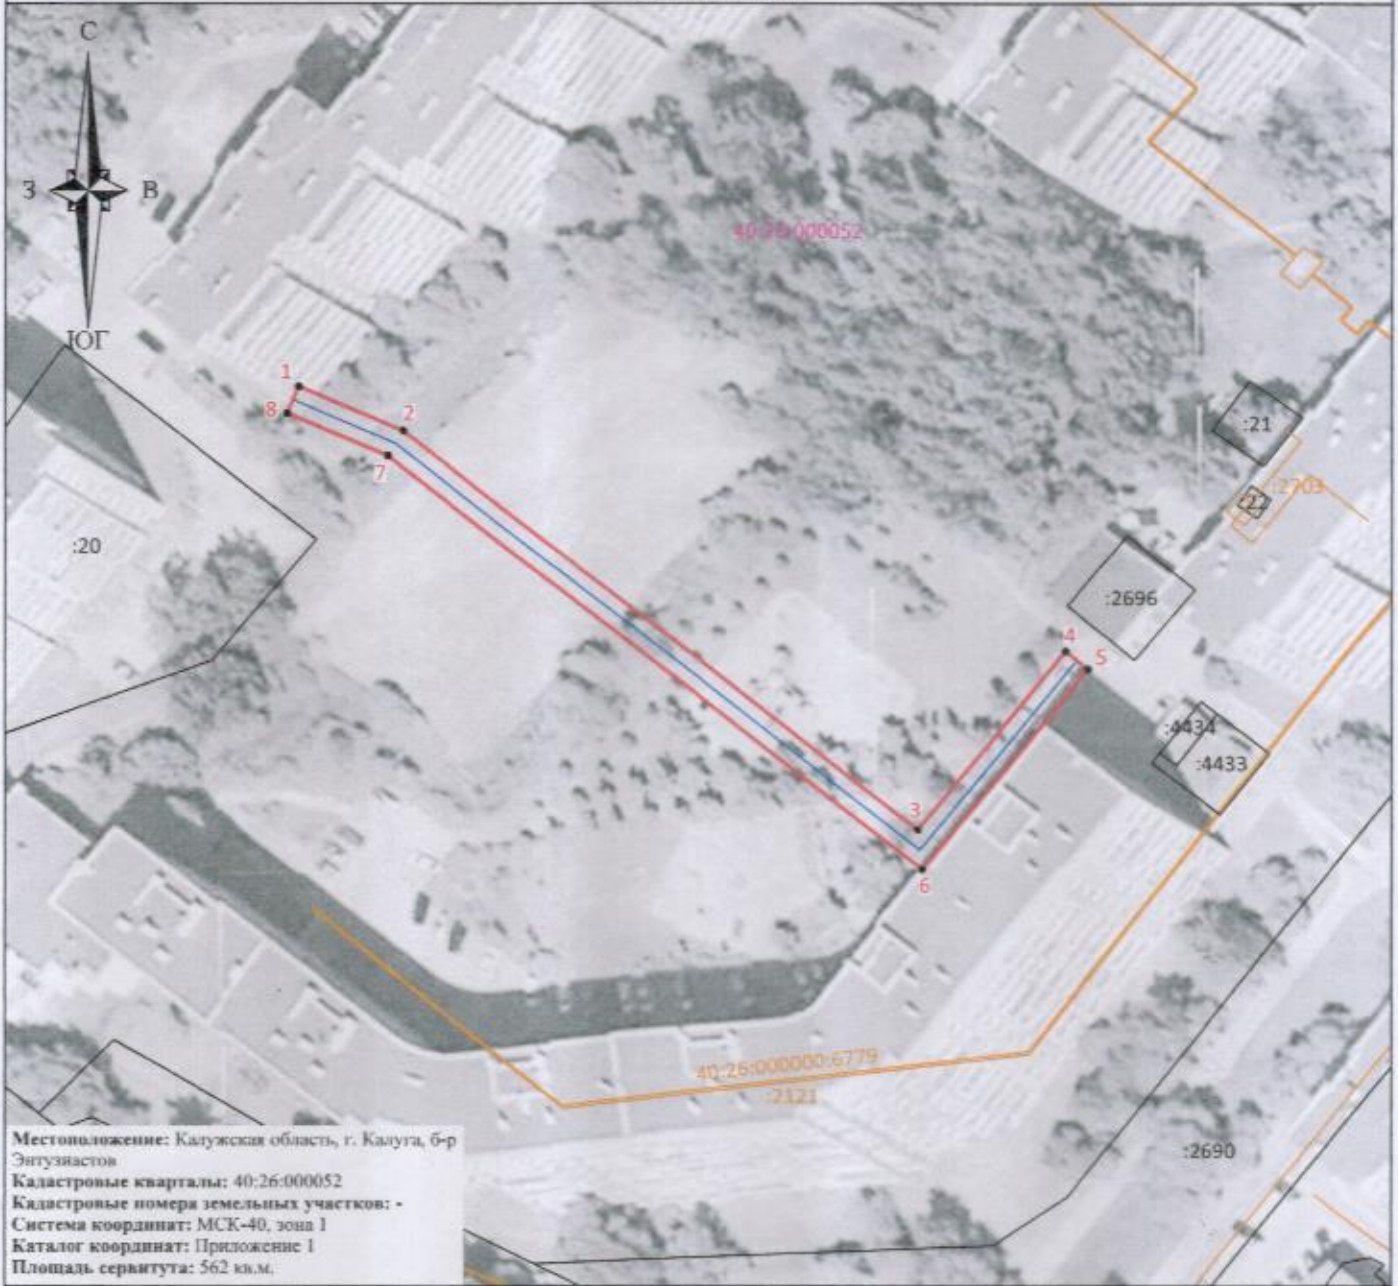 С
З
В
ЮГ
40:26:000052
1
2
8
7
:21
:2703
:22
:20
:2696
4
5
:4434
:4433
3
6
40:26:000000:6779
:2121
:2690
Местоположение: Калужская область, г. Калуга, б-р
Энтузиастов
Кадастровые кварталы: 40:26:000052
Кадастровые номера земельных участков: -
Система координат: МСК-40, зона 1
Каталог координат: Приложение 1
Площадь сервитута: 562 кв.м.